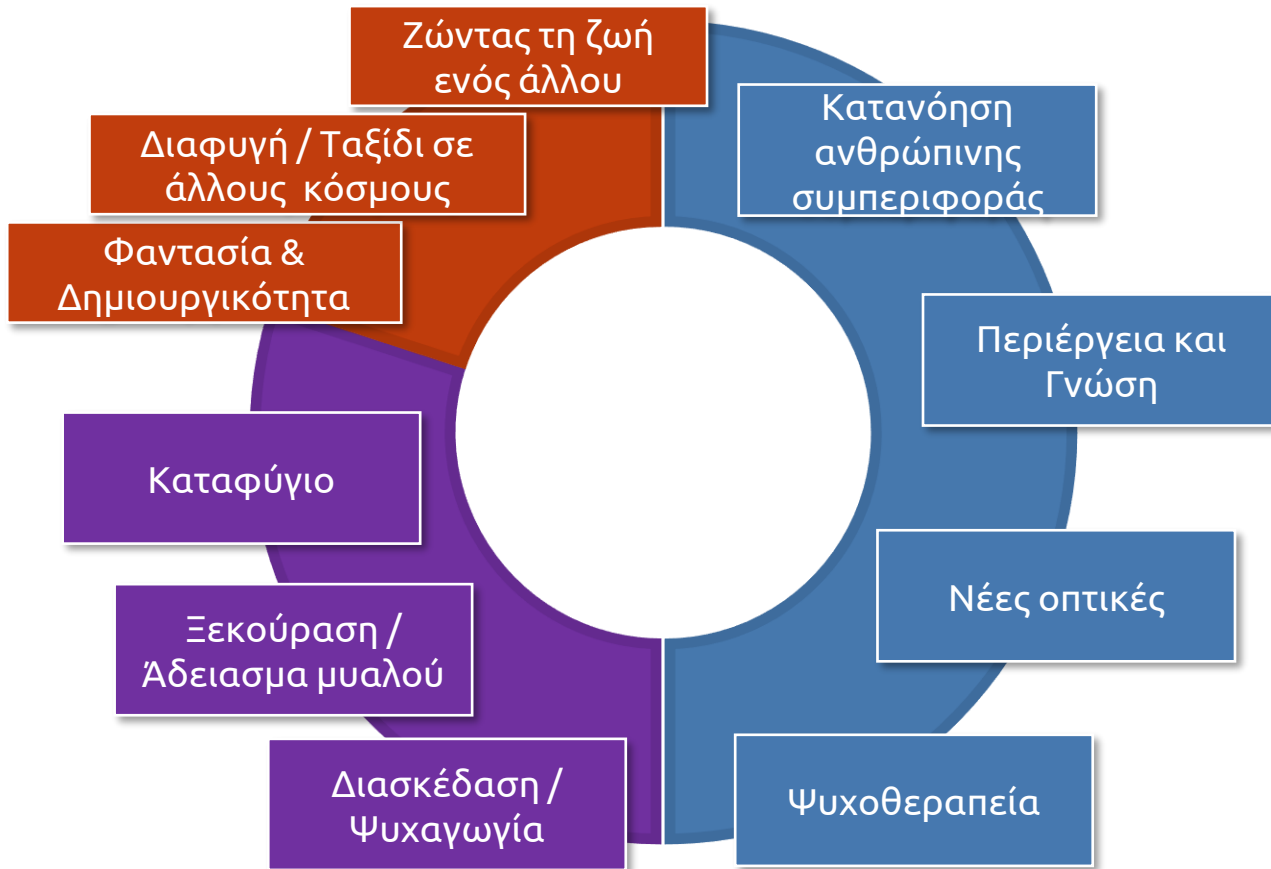 Ζώντας τη ζωή
ενός άλλου
Διαφυγή / Ταξίδι σε
άλλους κόσμους
Φαντασία &
Δημιουργικότητα
Καταφύγιο
Ξεκούραση /
Άδειασμα μυαλού
Διασκέδαση /
Ψυχαγωγία
Κατανόηση
ανθρώπινης
συμπεριφοράς
Περιέργεια και
Γνώση
Νέες οπτικές
Ψυχοθεραπεία